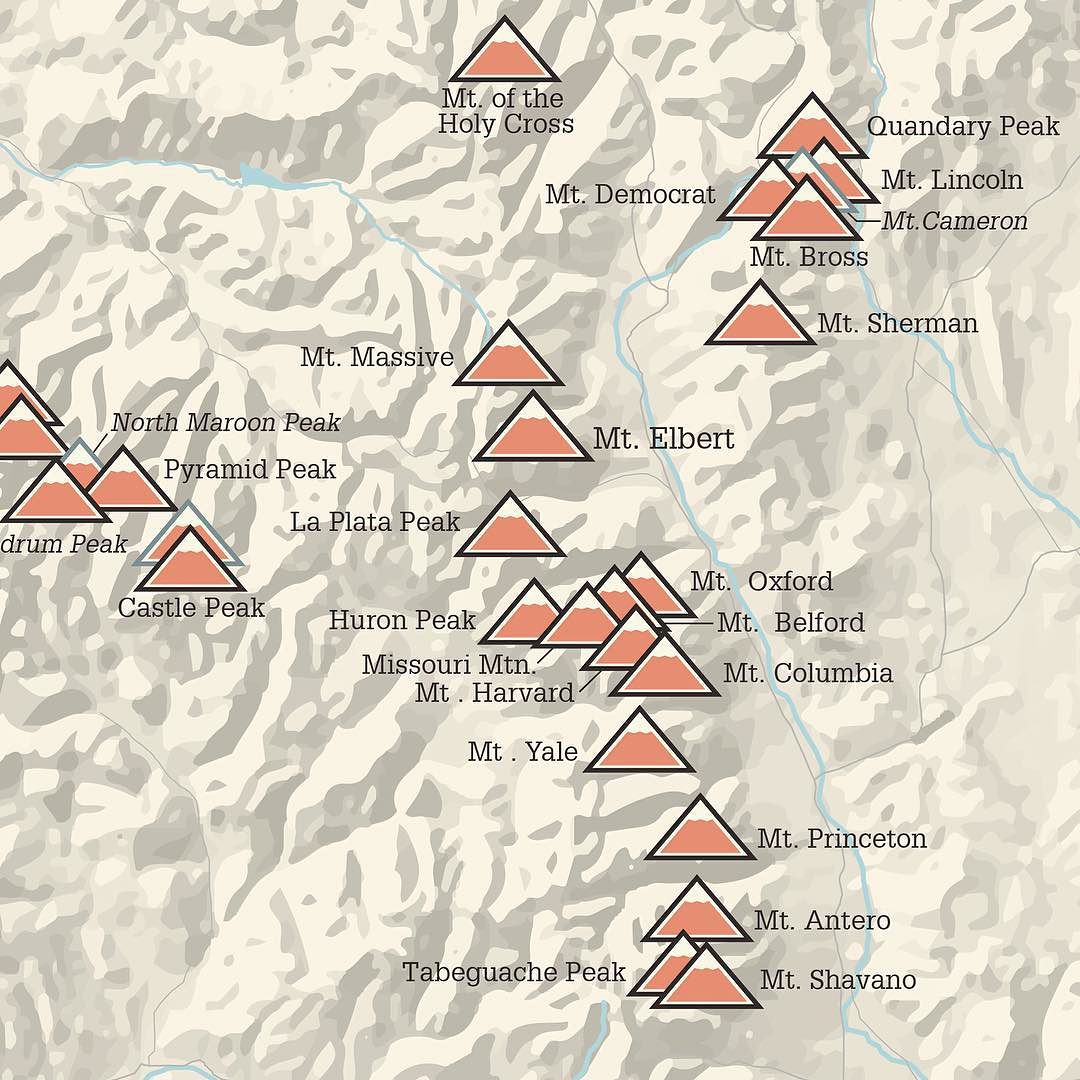 Mt. of the
Holy Cross
Quandary Peak
Mt. Democrat
Mt. Lincoln
Mt.Cameron
Mt. Bross
Mt. Sherman
Mt. Massive
North Maroon Peak
Mt. Elbert
Pyramid Peak
La Plata Peak
drum Peak
Mt. Oxford
Castle Peak
Huron Peak
Mt. Belford
Missouri Mtn.
Mt. Columbia
Mt . Harvard
Mt . Yale
Mt. Princeton
Mt. Antero
Tabeguache Peak
Mt. Shavano